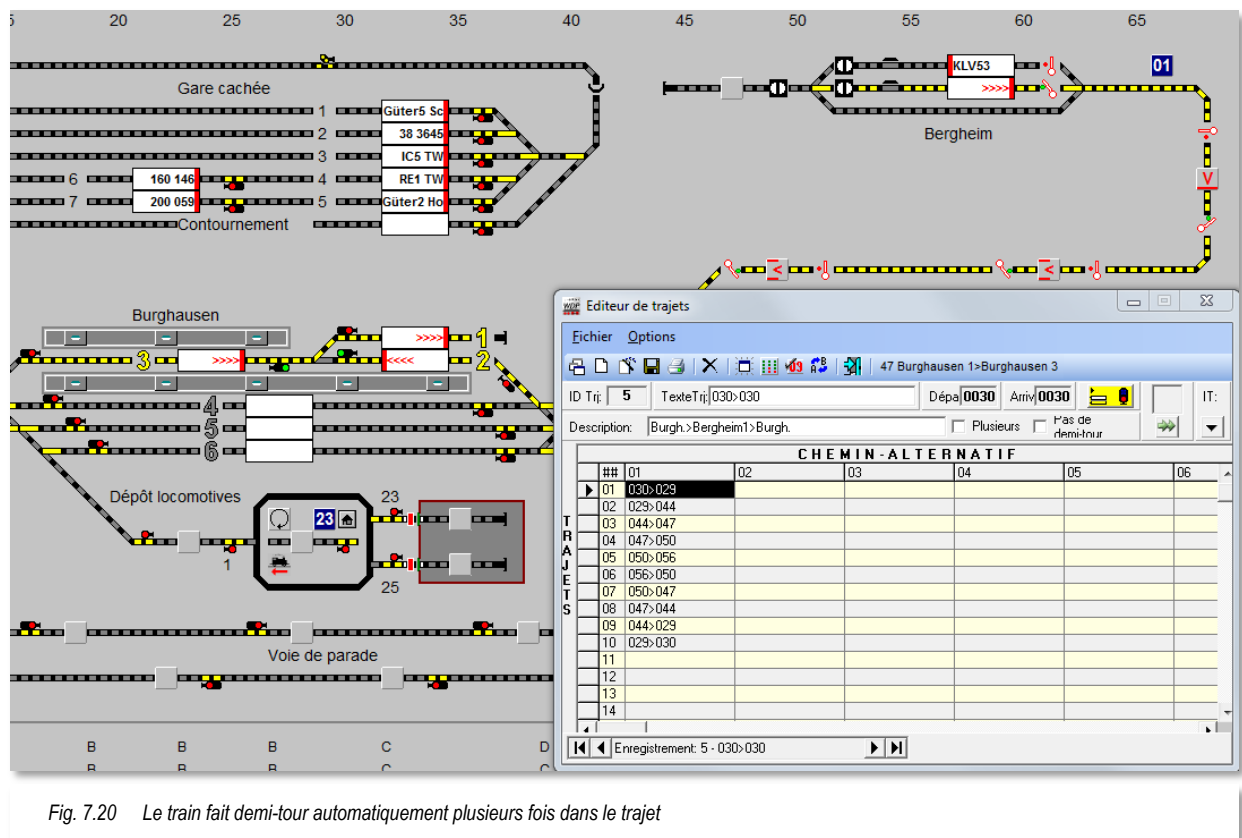 20 25 30 35 40 45 50 55 60 65
KLV53
01
>>>>
Bergheim
Gare cachée
1 Güter5 Sc
2 38 3645
3 IC5 TW
6 160 146 4 RE1 TW
7 200 059 5 Güter2 Ho
Contournement
V
< <
Burghausen
>>>> 1
3 >>>> <<<< 2
4
5
6
Dépôt locomotives
23
23
1
25
Voie de parade
B B B C D
B B B C C
Editeur de trajets
Fichier Options
47 Burghausen 1>Burghausen 3
ID Trj: 5 TexteTrj: 030>030 Dépa 0030 Arriv 0030 IT:
Description: Burgh.>Bergheim1>Burgh. Plusieurs Pas de demi-tour
CHEMIN-ALTERNATIF
## 01 02 03 04 05 06
TRAJETS
01 030>029
02 029>044
03 044>047
04 047>050
05 050>056
06 056>050
07 050>047
08 047>044
09 044>029
10 029>030
11
12
13
14
Enregistrement: 5 - 030>030
Fig. 7.20 Le train fait demi-tour automatiquement plusieurs fois dans le trajet